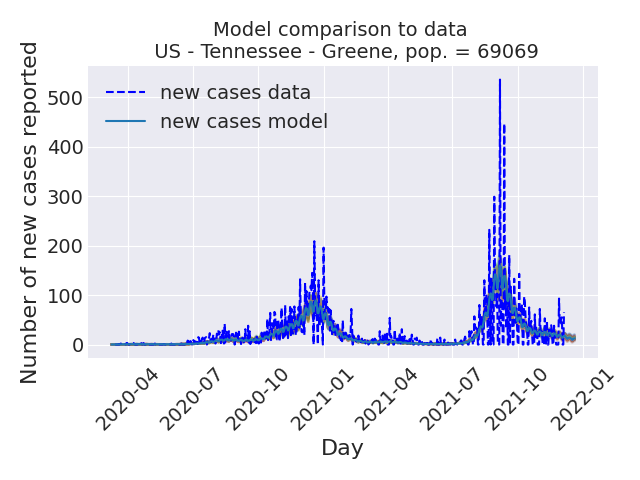 Model comparison to data
US - Tennessee - Greene, pop. = 69069
new cases data
new cases model
Number of new cases reported
500
400
300
200
100
0
2020-04
2020-07
2020-10
2021-01
2021-04
2021-07
2021-10
2022-01
Day